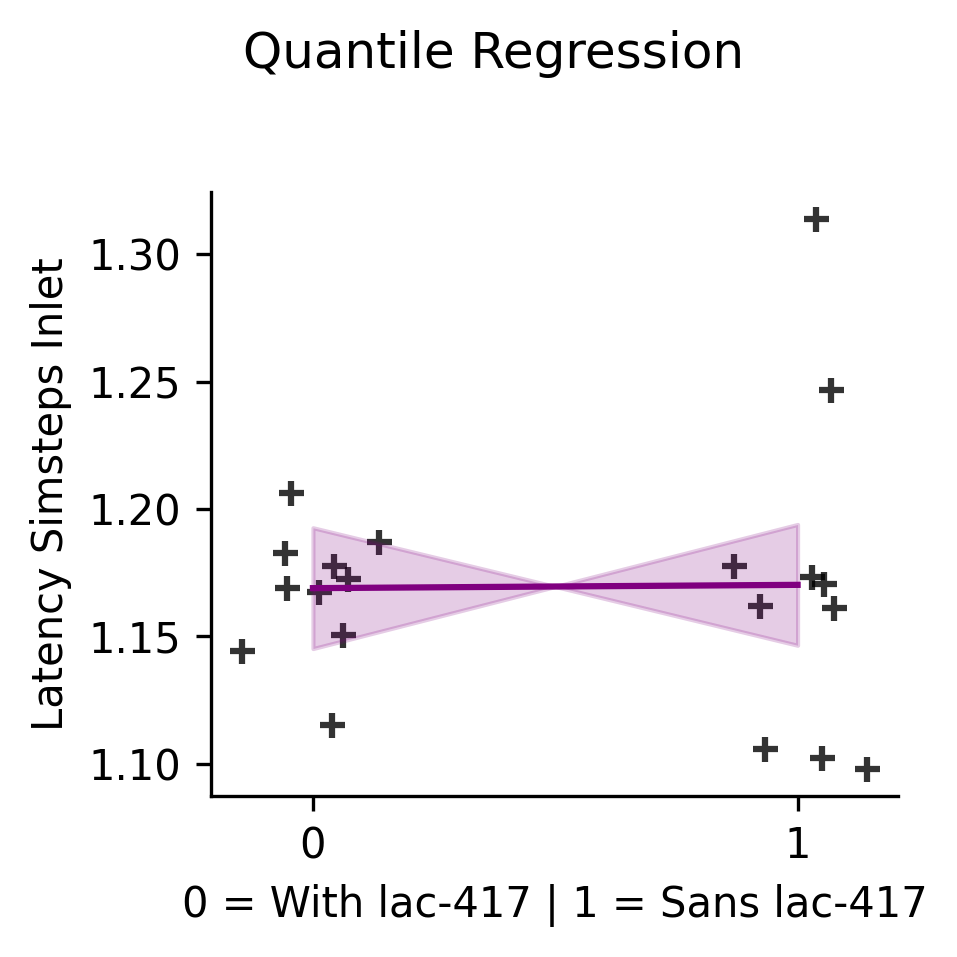 Quantile Regression
Latency Simsteps Inlet
1.30
1.25
1.20
1.15
1.10
0
1
0 = With lac-417 | 1 = Sans lac-417